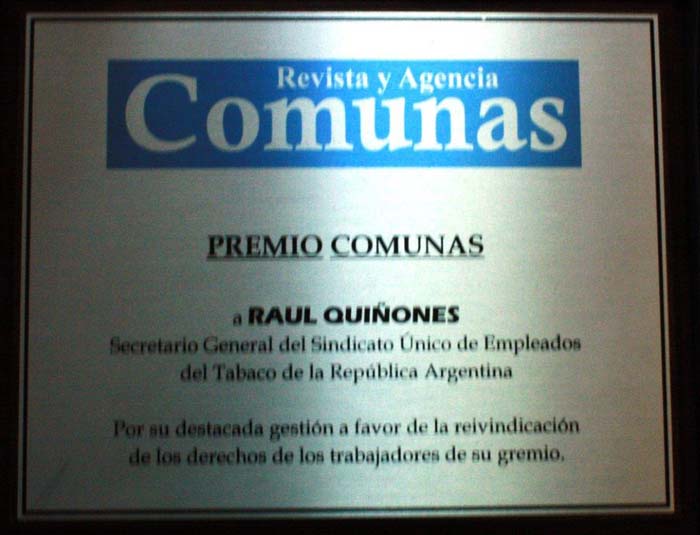 Revista y Agencia
Comunas
PREMIO COMUNAS
a RAUL QUIÑONES
Secretario General del Sindicato Único de Empleados
del Tabaco de la República Argentina
Por su destacada gestión a favor de la reivindicación
de los derechos de los trabajadores de su gremio.